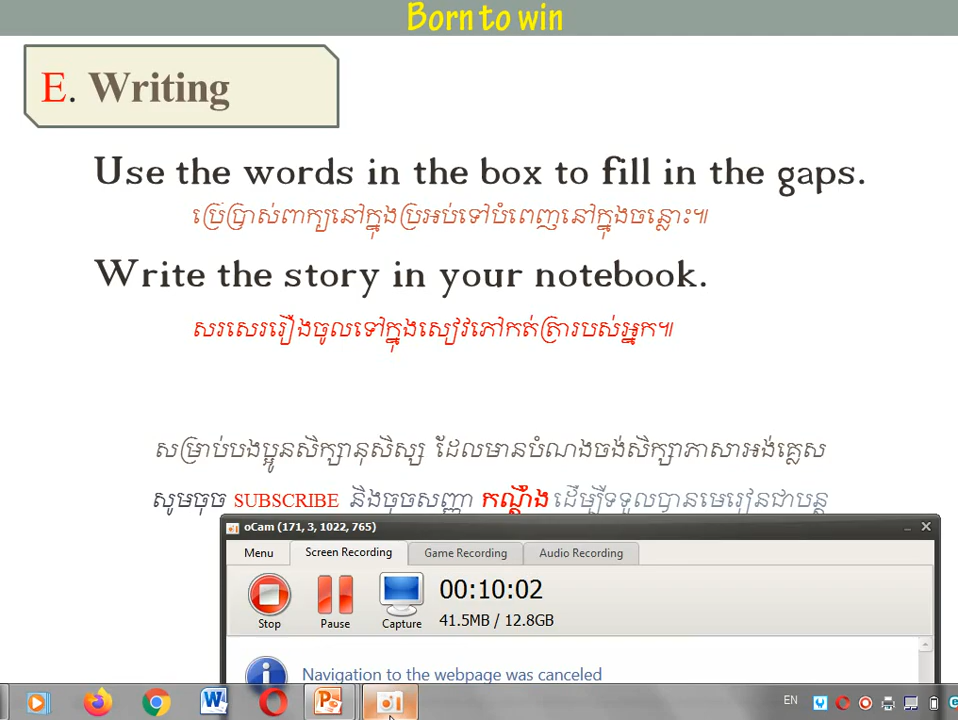 Born to win
E. Writing
Use the words in the box to fill in the gaps.
ប្រើប្រាស់ពាក្យនៅក្នុងប្រអប់ទៅបំពេញនៅក្នុងចន្លោះ៕
Write the story in your notebook.
សរសេររឿងចូលទៅក្នុងសៀវភៅកត់ត្រារបស់អ្នក៕
សម្រាប់បងប្អូនសិក្សានុសិស្ស ដែលមានបំណងចង់សិក្សាភាសាអង់គ្លេស
សូមចុច SUBSCRIBE និងចុចសញ្ញា កណ្ដឹង ដើម្បីទទួលបានមេរៀនជាបន្ត
oCam (171, 3, 1022, 765)
Menu Screen Recording Game Recording Audio Recording
00:10:02
Stop Pause Capture 41.5MB / 12.8GB
Navigation to the webpage was canceled
EN